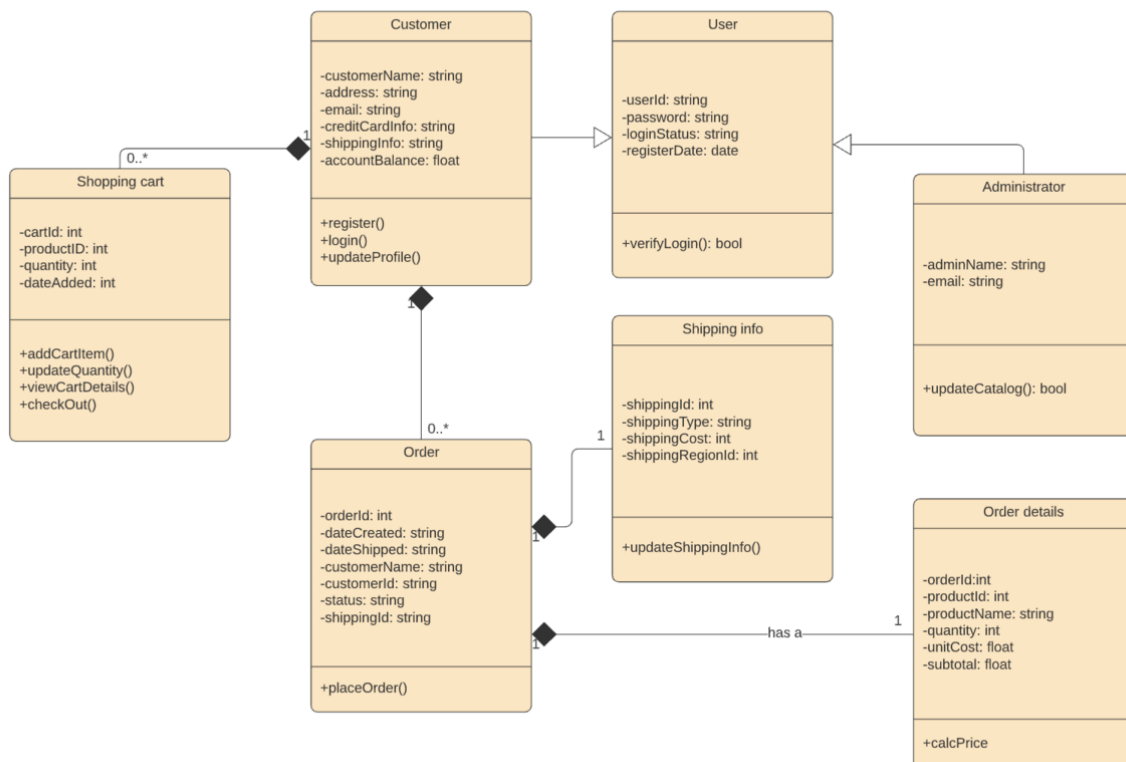 Customer
-customerName: string
-address: string
-email: string
-creditCardInfo: string
-shippingInfo: string
-accountBalance: float
+register()
+login()
+updateProfile()
User
-userId: string
-password: string
-loginStatus: string
-registerDate: date
+verifyLogin(): bool
1
0..*
Shopping cart
-cartId: int
-productID: int
-quantity: int
-dateAdded: int
+addCartItem()
+updateQuantity()
+viewCartDetails()
+checkOut()
Administrator
-adminName: string
-email: string
+updateCatalog(): bool
1
0..*
Shipping info
-shippingId: int
-shippingType: string
-shippingCost: int
-shippingRegionId: int
+updateShippingInfo()
Order
-orderId: int
-dateCreated: string
-dateShipped: string
-customerName: string
-customerId: string
-status: string
-shippingId: string
+placeOrder()
1
1
1
has a
1
Order details
-orderId:int
-productId: int
-productName: string
-quantity: int
-unitCost: float
-subtotal: float
+calcPrice